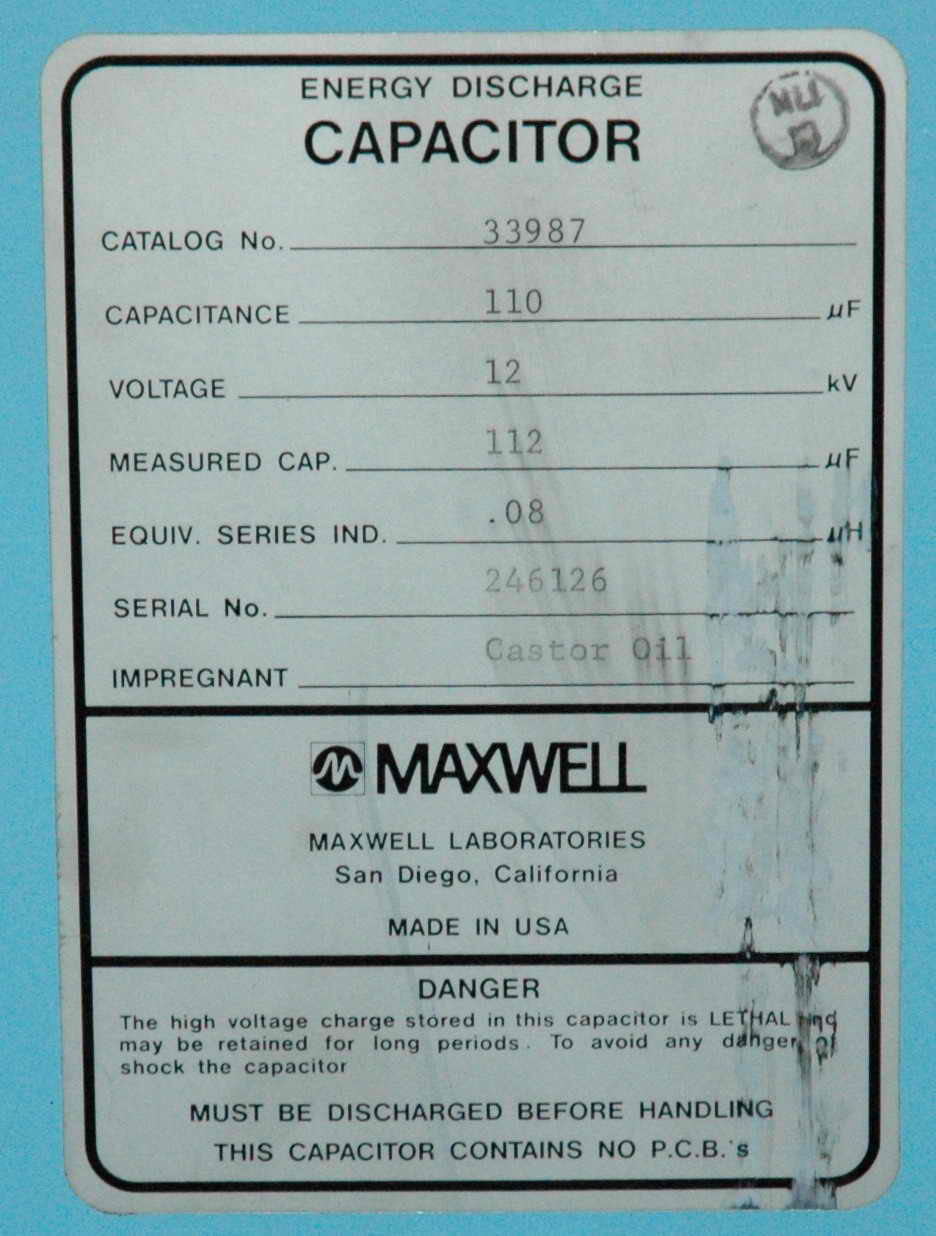 ENERGY DISCHARGE
CAPACITOR
CATALOG No. 33987
CAPACITANCE 110 µF
VOLTAGE 12 kV
MEASURED CAP. 112 µF
EQUIV. SERIES IND. .08 µH
SERIAL No. 246126
IMPREGNANT Castor Oil
MAXWELL
MAXWELL LABORATORIES
San Diego, California
MADE IN USA
DANGER
The high voltage charge stored in this capacitor is LETHAL and
may be retained for long periods. To avoid any danger of
shock the capacitor
MUST BE DISCHARGED BEFORE HANDLING
THIS CAPACITOR CONTAINS NO P.C.B.'s